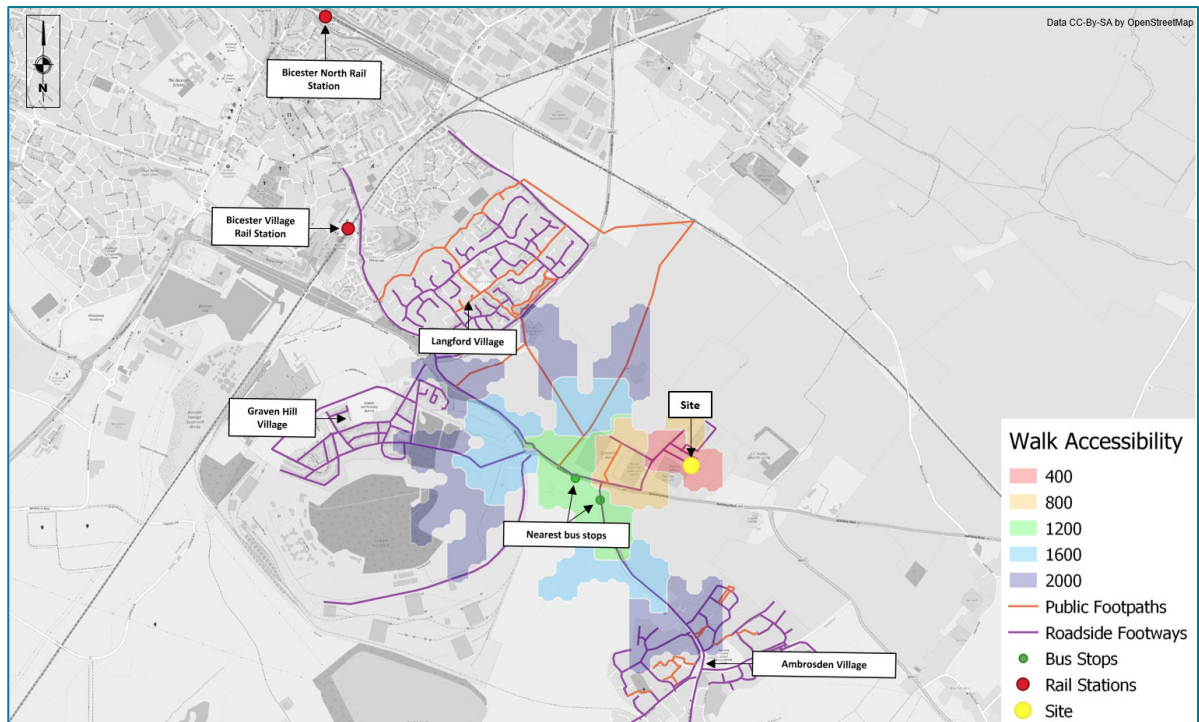 Data CC-By-SA by OpenStreetMap
N
Bicester North Rail
Station
Bicester Village
Rail Station
Langford Village
Graven Hill
Village
Site
Nearest bus stops
Ambrosden Village
Walk Accessibility
400
800
1200
1600
2000
Public Footpaths
Roadside Footways
Bus Stops
Rail Stations
Site